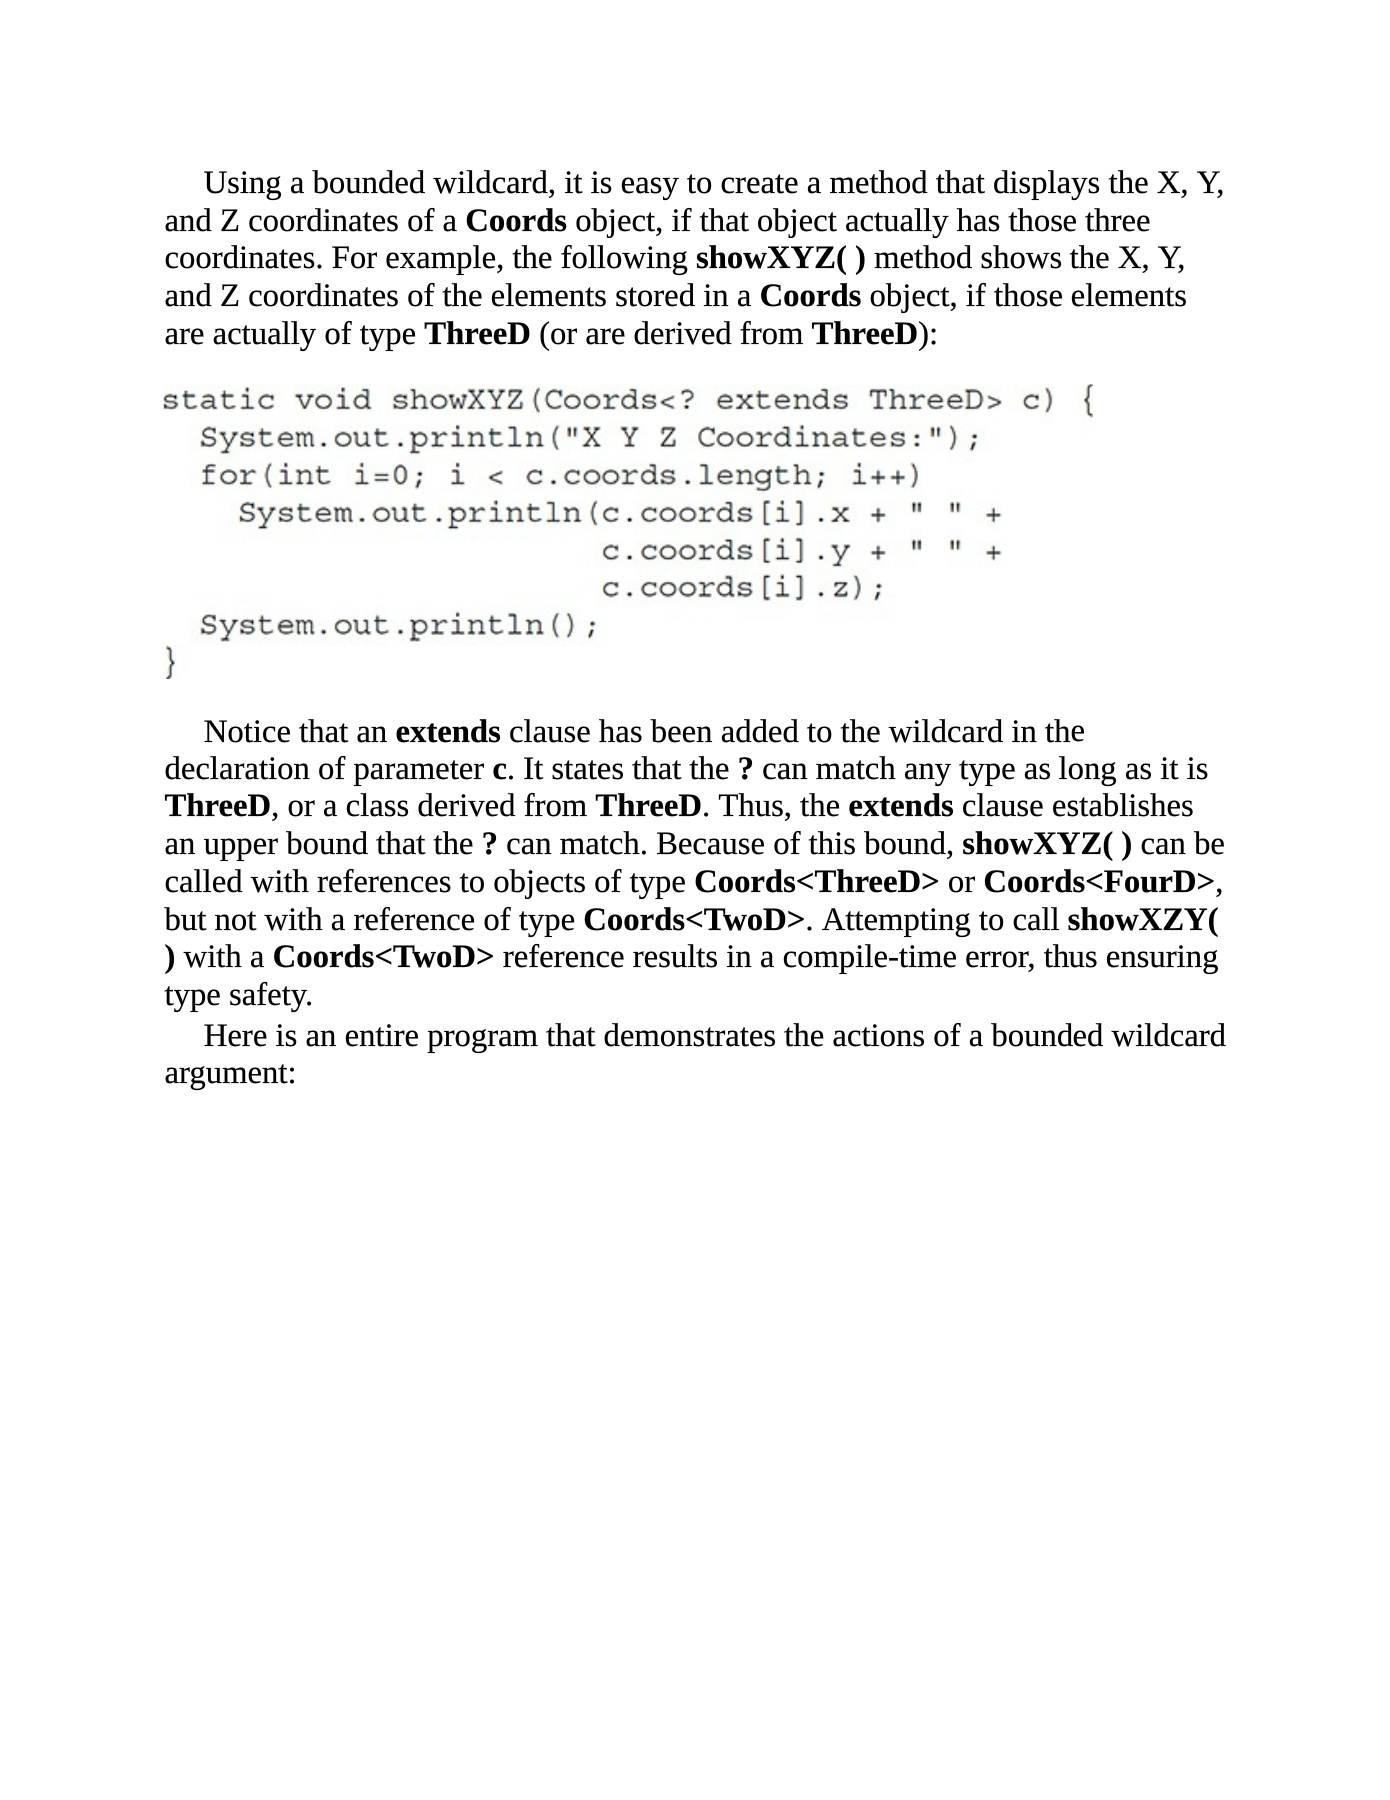 Using a bounded wildcard, it is easy to create a method that displays the X, Y,
and Z coordinates of a Coords object, if that object actually has those three
coordinates. For example, the following showXYZ( ) method shows the X, Y,
and Z coordinates of the elements stored in a Coords object, if those elements
are actually of type ThreeD (or are derived from ThreeD):
static void showXYZ(Coords<? extends ThreeD> c) {
  System.out.println("X Y Z Coordinates:");
  for(int i=0; i < c.coords.length; i++)
    System.out.println(c.coords[i].x + " " +
                       c.coords[i].y + " " +
                       c.coords[i].z);
  System.out.println();
}
Notice that an extends clause has been added to the wildcard in the
declaration of parameter c. It states that the ? can match any type as long as it is
ThreeD, or a class derived from ThreeD. Thus, the extends clause establishes
an upper bound that the ? can match. Because of this bound, showXYZ( ) can be
called with references to objects of type Coords<ThreeD> or Coords<FourD>,
but not with a reference of type Coords<TwoD>. Attempting to call showXZY(
) with a Coords<TwoD> reference results in a compile-time error, thus ensuring
type safety.
Here is an entire program that demonstrates the actions of a bounded wildcard
argument: